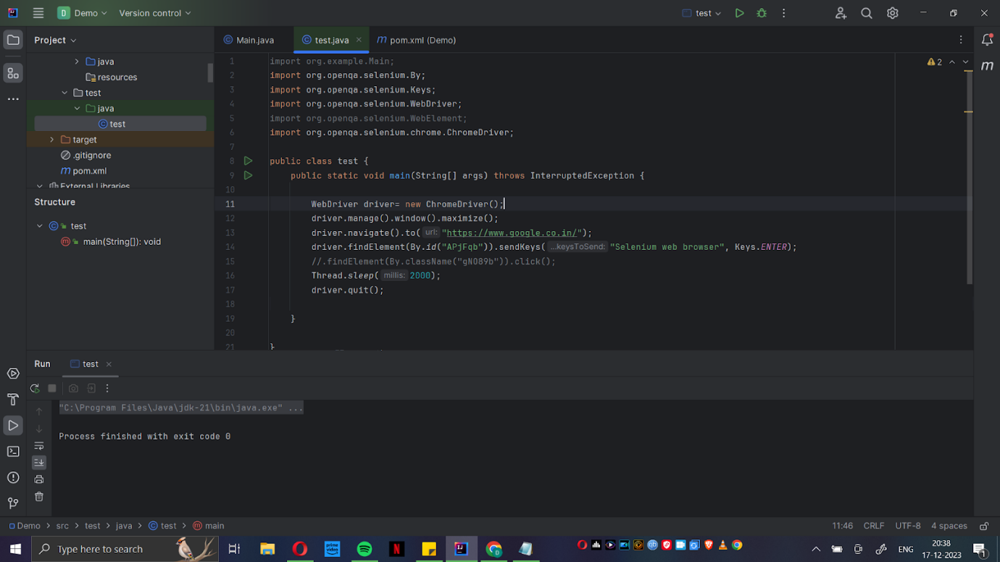 Demo Version control test
Project
java
resources
test
java
test
target
.gitignore
pom.xml
External Libraries
Structure
test
main(String[]): void
Main.java test.java pom.xml (Demo)
2
1 import org.example.Main;
2 import org.openqa.selenium.By;
3 import org.openqa.selenium.Keys;
4 import org.openqa.selenium.WebDriver;
5 import org.openqa.selenium.WebElement;
6 import org.openqa.selenium.chrome.ChromeDriver;
7
8 public class test {
9 public static void main(String[] args) throws InterruptedException {
10
11 WebDriver driver= new ChromeDriver();
12 driver.manage().window().maximize();
13 driver.navigate().to( url: "https://www.google.co.in/");
14 driver.findElement(By.id("APjFqb")).sendKeys( ...keysToSend: "Selenium web browser", Keys.ENTER);
15 //.findElement(By.className("gNO89b")).click();
16 Thread.sleep( millis: 2000);
17 driver.quit();
18
19 }
20
21 }
Run test
"C:\Program Files\Java\jdk-21\bin\java.exe" ...
Process finished with exit code 0
Demo > src > test > java > test > main 11:46 CRLF UTF-8 4 spaces
Type here to search ENG 20:38
17-12-2023 1